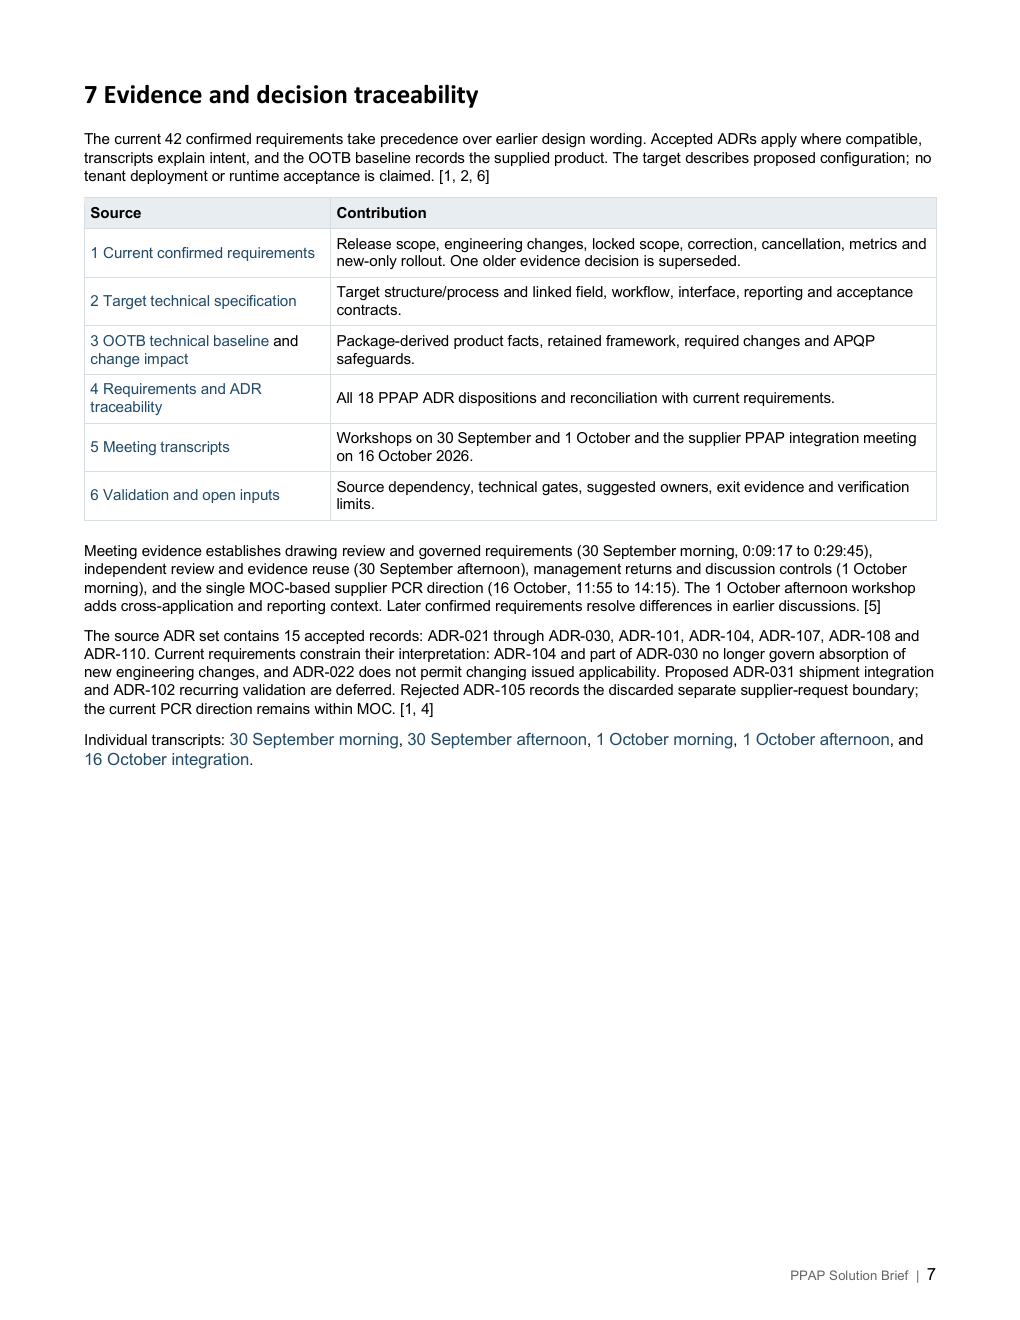 7 Evidence and decision traceability
The current 42 confirmed requirements take precedence over earlier design wording. Accepted ADRs apply where compatible,
transcripts explain intent, and the OOTB baseline records the supplied product. The target describes proposed configuration; no
tenant deployment or runtime acceptance is claimed. [1, 2, 6]
Source
Contribution
1 Current confirmed requirements
Release scope, engineering changes, locked scope, correction, cancellation, metrics and
new-only rollout. One older evidence decision is superseded.
2 Target technical specification
Target structure/process and linked field, workflow, interface, reporting and acceptance
contracts.
3 OOTB technical baseline and
change impact
Package-derived product facts, retained framework, required changes and APQP
safeguards.
4 Requirements and ADR
traceability
All 18 PPAP ADR dispositions and reconciliation with current requirements.
5 Meeting transcripts
Workshops on 30 September and 1 October and the supplier PPAP integration meeting
on 16 October 2026.
6 Validation and open inputs
Source dependency, technical gates, suggested owners, exit evidence and verification
limits.
Meeting evidence establishes drawing review and governed requirements (30 September morning, 0:09:17 to 0:29:45),
independent review and evidence reuse (30 September afternoon), management returns and discussion controls (1 October
morning), and the single MOC-based supplier PCR direction (16 October, 11:55 to 14:15). The 1 October afternoon workshop
adds cross-application and reporting context. Later confirmed requirements resolve differences in earlier discussions. [5]
The source ADR set contains 15 accepted records: ADR-021 through ADR-030, ADR-101, ADR-104, ADR-107, ADR-108 and
ADR-110. Current requirements constrain their interpretation: ADR-104 and part of ADR-030 no longer govern absorption of
new engineering changes, and ADR-022 does not permit changing issued applicability. Proposed ADR-031 shipment integration
and ADR-102 recurring validation are deferred. Rejected ADR-105 records the discarded separate supplier-request boundary;
the current PCR direction remains within MOC. [1, 4]
Individual transcripts: 30 September morning, 30 September afternoon, 1 October morning, 1 October afternoon, and
16 October integration.
PPAP Solution Brief | 7